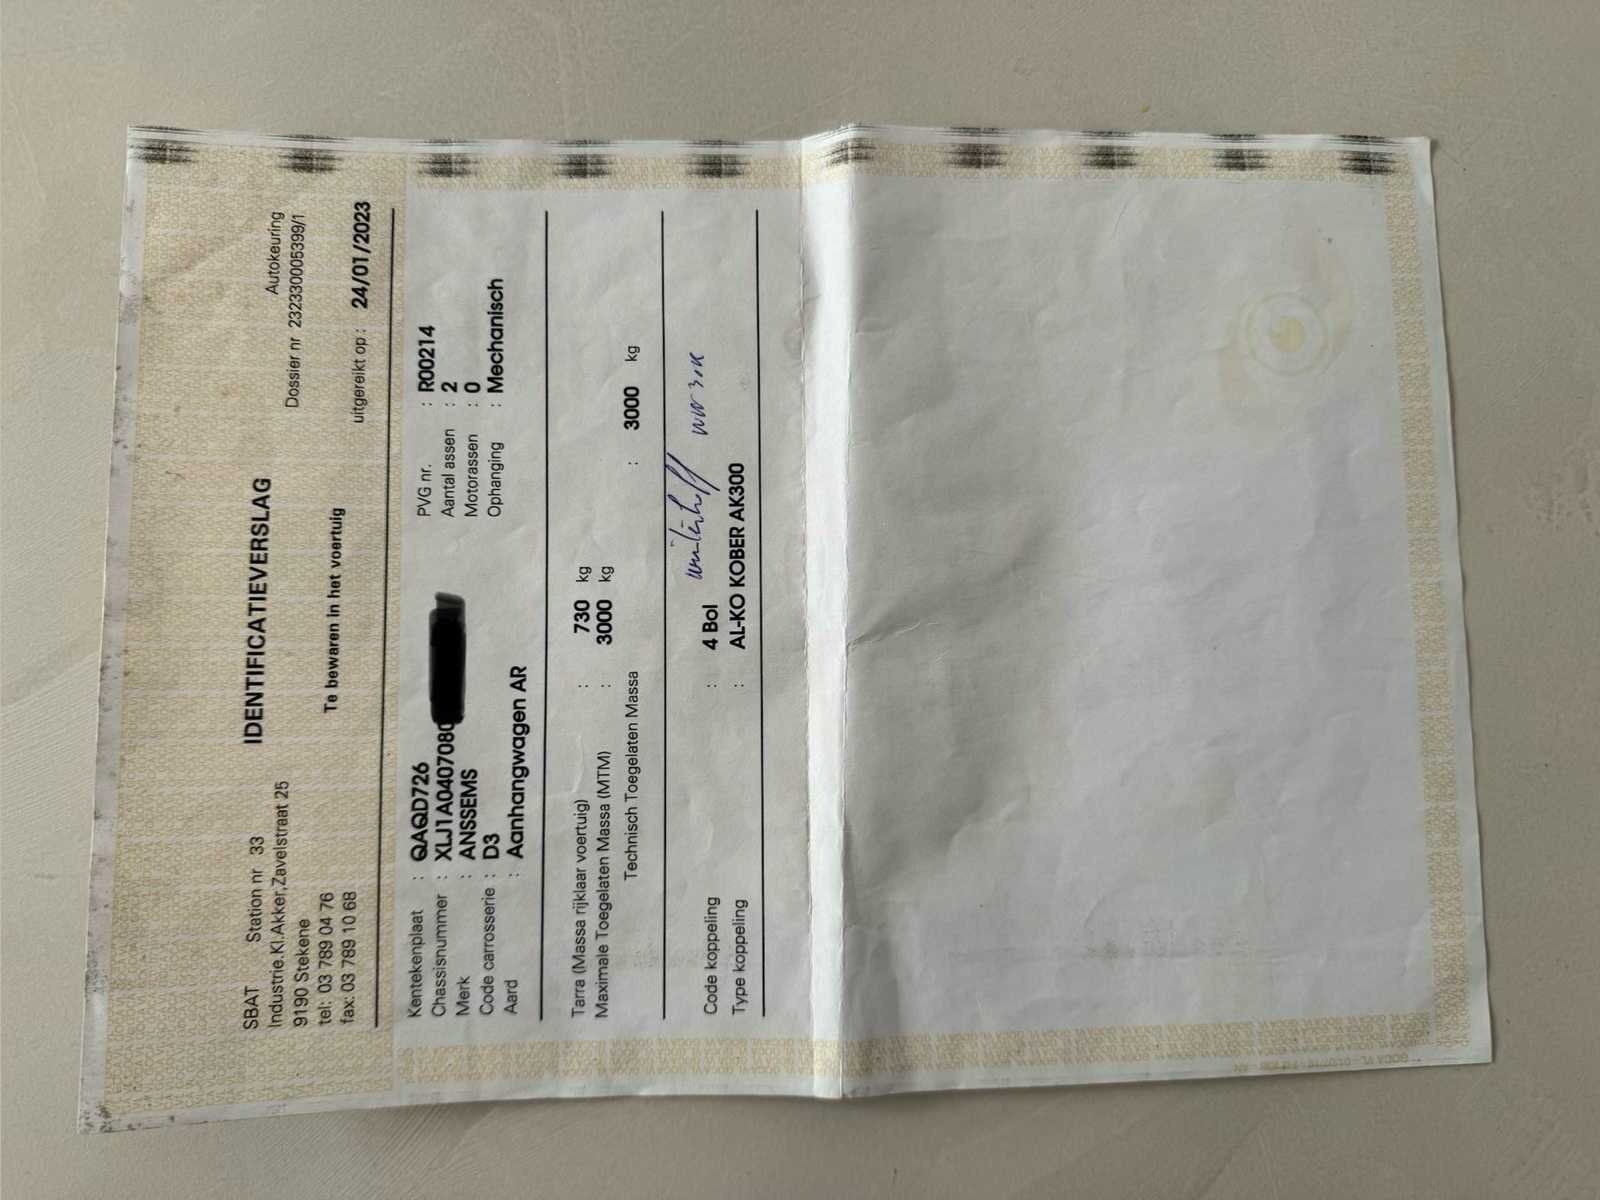 SBAT Station nr 33
Industrie.Kl.Akker,Zavelstraat 25
9190 Stekene
tel: 03 789 04 76
fax: 03 789 10 68
IDENTIFICATIEVERSLAG
Te bewaren in het voertuig
Autokeuring
Dossier nr 232330005399/1
uitgereikt op : 24/01/2023
Kentekenplaat : QAQD726
Chassisnummer : XLJ1A0407080
Merk : ANSSEMS
Code carrosserie : D3
Aard : Aanhangwagen AR
PVG nr. : R00214
Aantal assen : 2
Motorassen : 0
Ophanging : Mechanisch
Tarra (Massa rijklaar voertuig) : 730 kg
Maximale Toegelaten Massa (MTM) : 3000 kg
Technisch Toegelaten Massa : 3000 kg
Code koppeling : 4 Bol
Type koppeling : AL-KO KOBER AK300